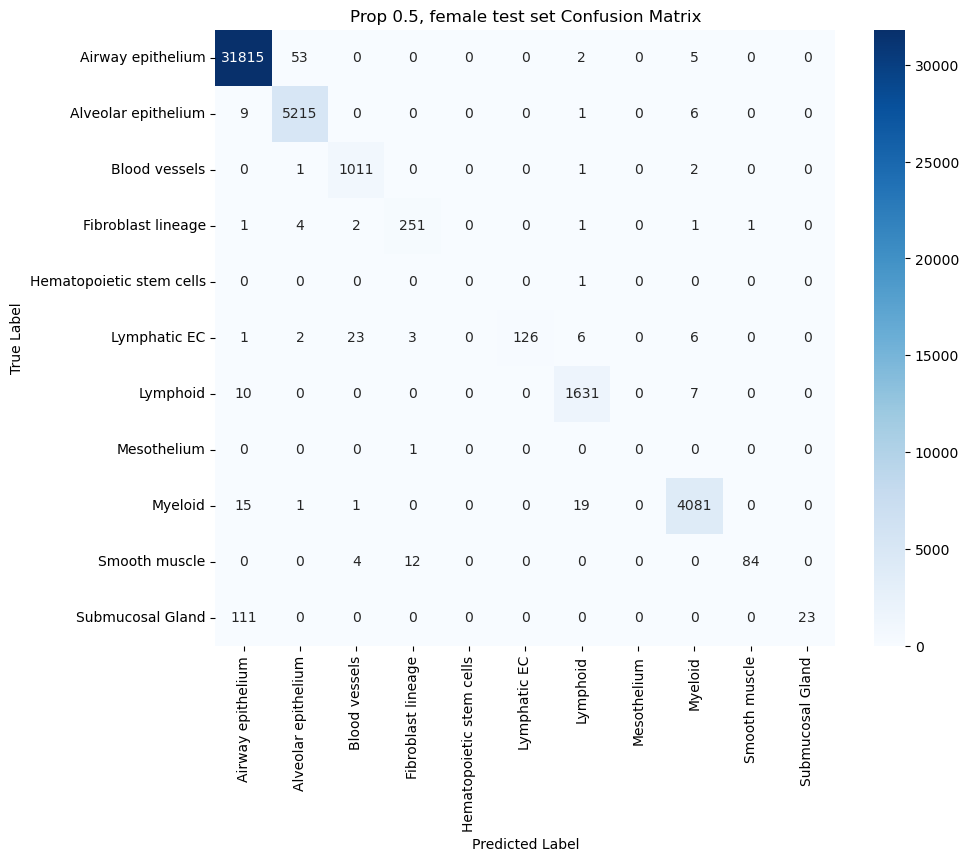 Prop 0.5, female test set Confusion Matrix
True Label
Airway epithelium 31815 53 0 0 0 0 2 0 5 0 0
Alveolar epithelium 9 5215 0 0 0 0 1 0 6 0 0
Blood vessels 0 1 1011 0 0 0 1 0 2 0 0
Fibroblast lineage 1 4 2 251 0 0 1 0 1 1 0
Hematopoietic stem cells 0 0 0 0 0 0 1 0 0 0 0
Lymphatic EC 1 2 23 3 0 126 6 0 6 0 0
Lymphoid 10 0 0 0 0 0 1631 0 7 0 0
Mesothelium 0 0 0 1 0 0 0 0 0 0 0
Myeloid 15 1 1 0 0 0 19 0 4081 0 0
Smooth muscle 0 0 4 12 0 0 0 0 0 84 0
Submucosal Gland 111 0 0 0 0 0 0 0 0 0 23
Airway epithelium
Alveolar epithelium
Blood vessels
Fibroblast lineage
Hematopoietic stem cells
Lymphatic EC
Lymphoid
Mesothelium
Myeloid
Smooth muscle
Submucosal Gland
Predicted Label
30000
25000
20000
15000
10000
5000
0